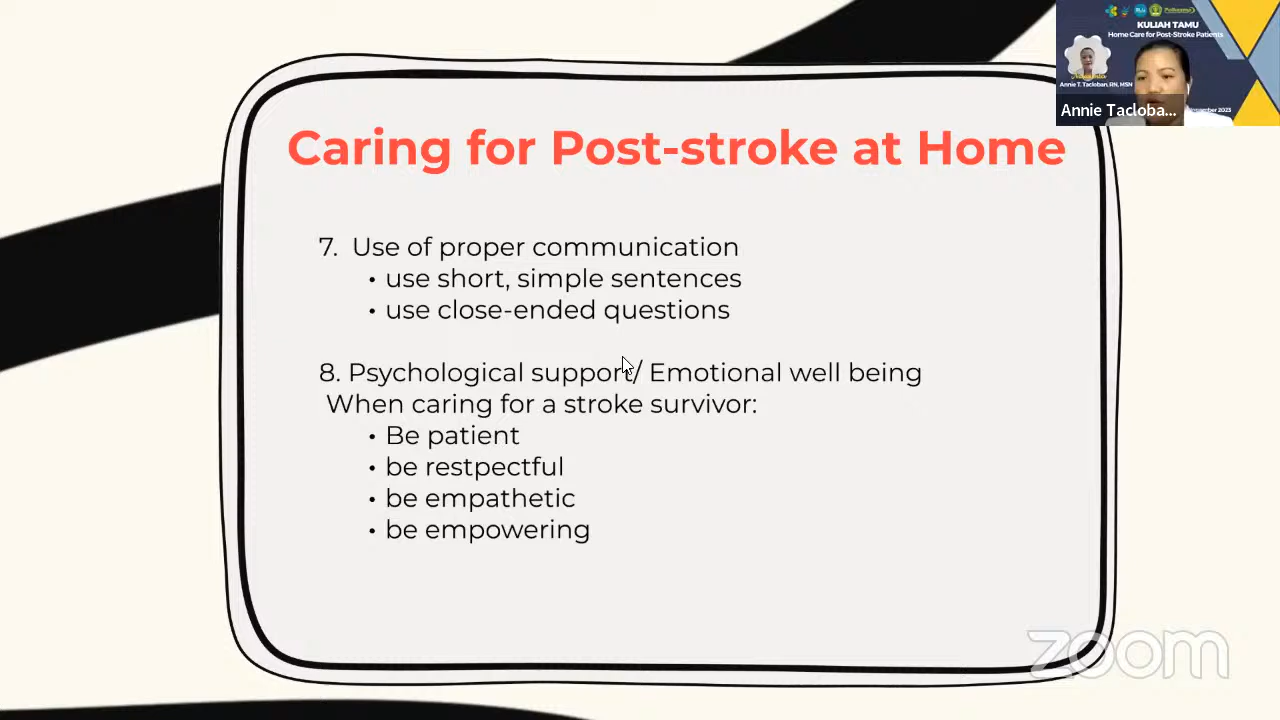 KULIAH TAMU
Home Care for Post-Stroke Patients
Annie T. Tacloban, RN, MSN
2023
Annie Tacloba...
Caring for Post-stroke at Home
7. Use of proper communication
• use short, simple sentences
• use close-ended questions
8. Psychological support/ Emotional well being
When caring for a stroke survivor:
• Be patient
• be restpectful
• be empathetic
• be empowering
zoom